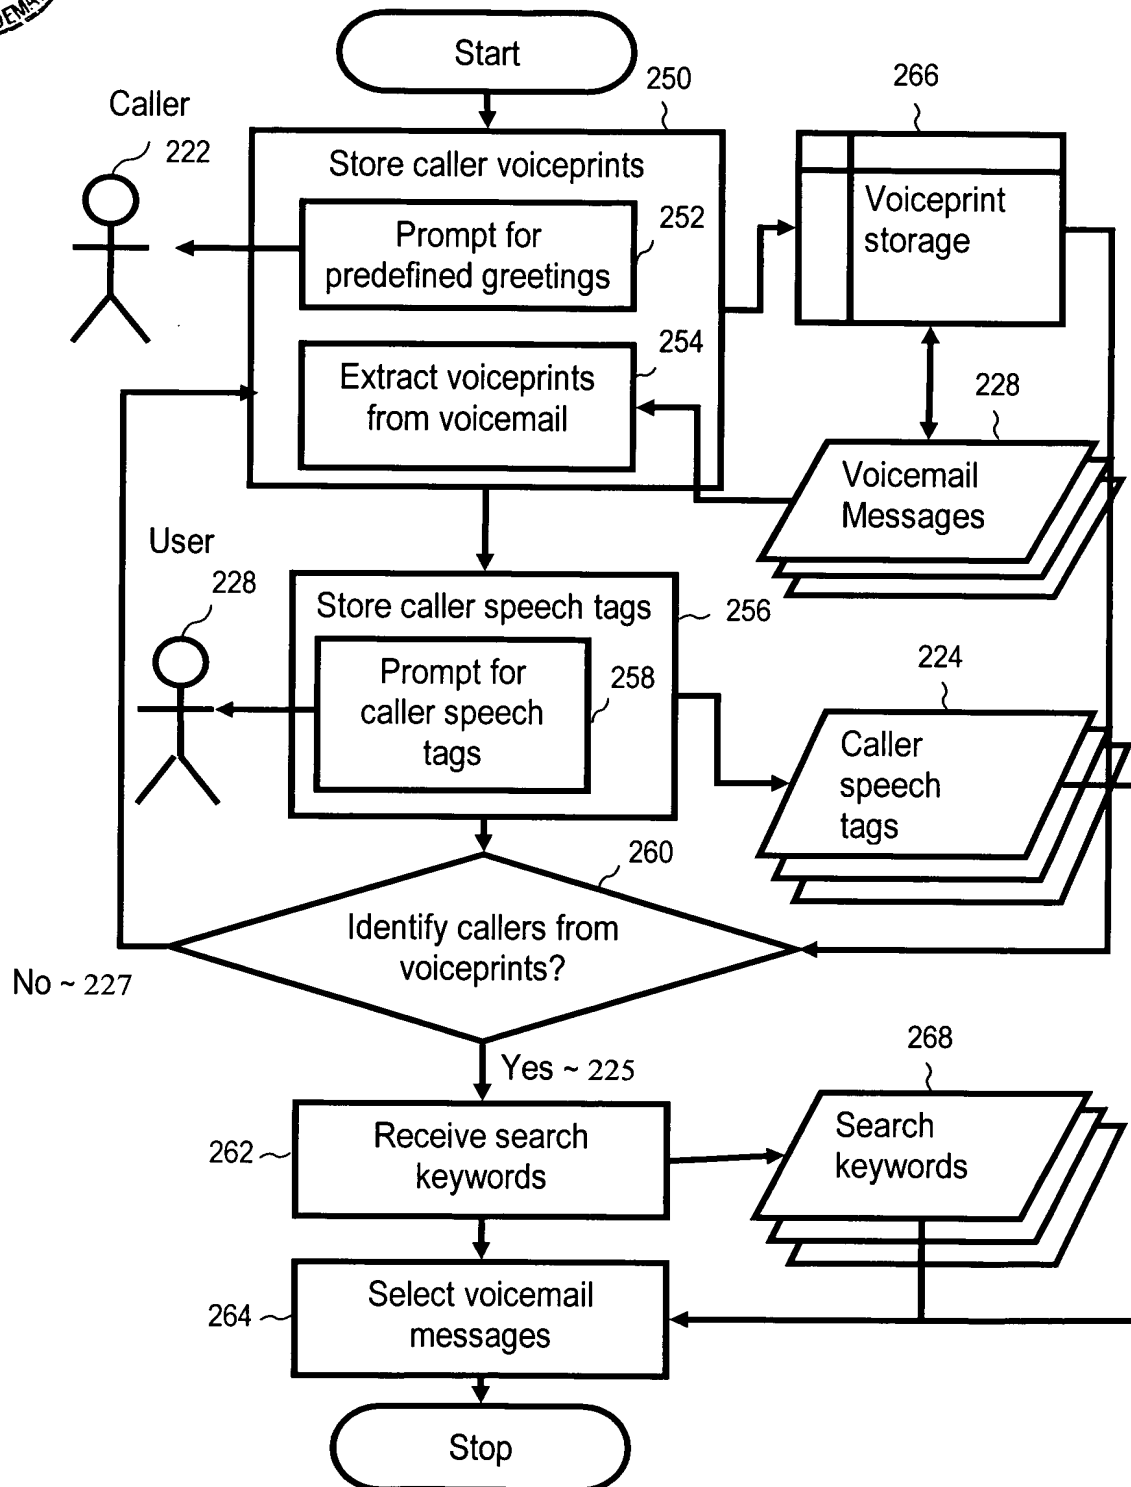 Start
250
266
Caller
222
Store caller voiceprints
Voiceprint
storage
252
Prompt for
predefined greetings
254
Extract voiceprints
from voicemail
228
Voicemail
Messages
User
228
Store caller speech tags
256
Prompt for
caller speech
tags
258
224
Caller
speech
tags
260
Identify callers from
voiceprints?
No ~ 227
Yes ~ 225
268
262
Receive search
keywords
Search
keywords
264
Select voicemail
messages
Stop